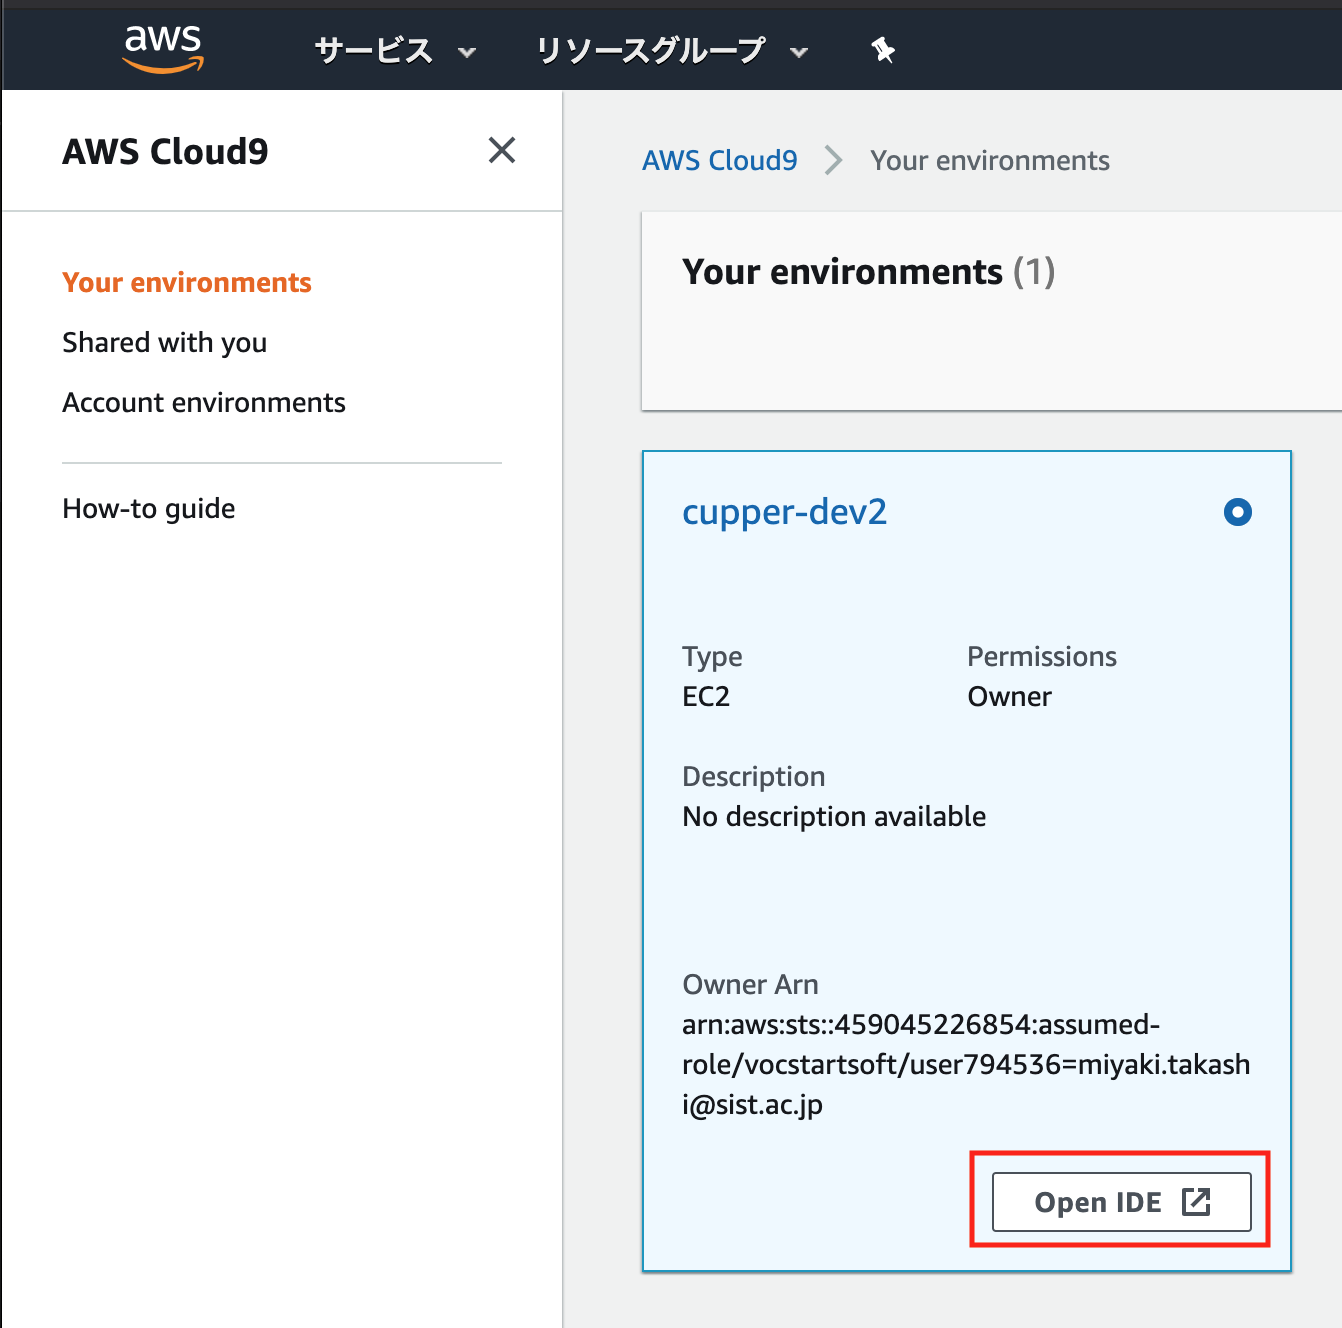 aws サービス リソースグループ
AWS Cloud9
Your environments
Shared with you
Account environments
How-to guide
AWS Cloud9 Your environments
Your environments (1)
cupper-dev2
Type
EC2
Permissions
Owner
Description
No description available
Owner Arn
arn:aws:sts::459045226854:assumed-
role/vocstartsoft/user794536=miyaki.takash
i@sist.ac.jp
Open IDE